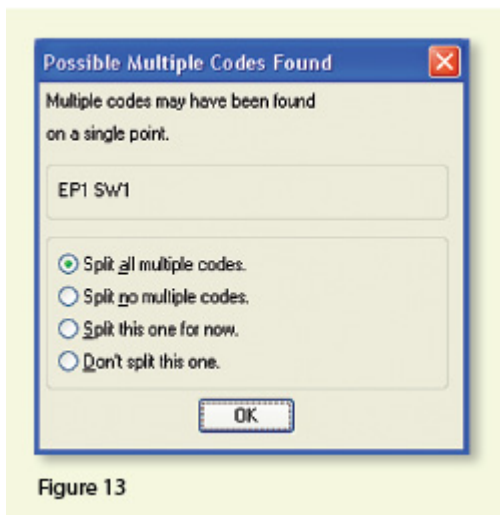 Possible Multiple Codes Found
Multiple codes may have been found
on a single point.
EP1 SW1
Split all multiple codes.
Split no multiple codes.
Split this one for now.
Don't split this one.
OK
Figure 13